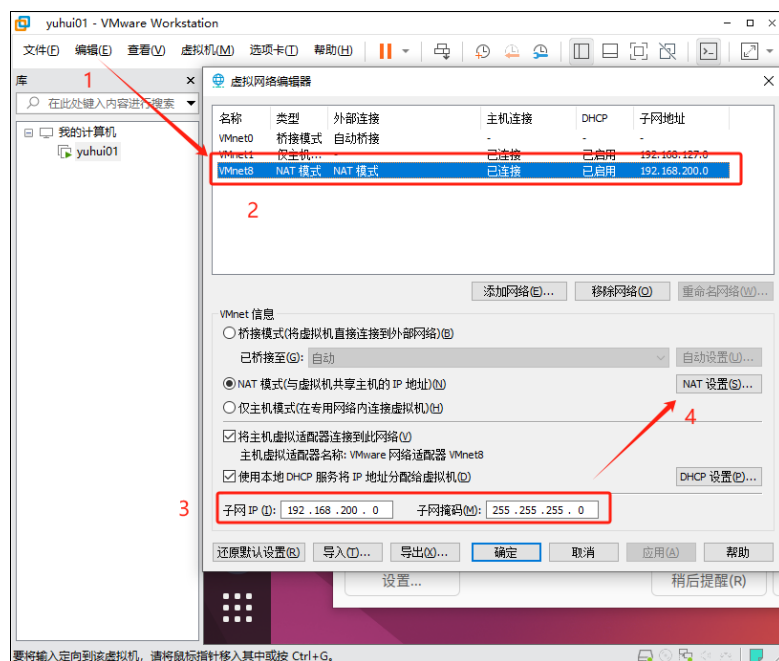 yuhui01 - VMware Workstation
文件(F) 编辑(E) 查看(V) 虚拟机(M) 选项卡(T) 帮助(H)
1
库
在此处键入内容进行搜索
我的计算机
yuhui01
虚拟网络编辑器
名称 类型 外部连接 主机连接 DHCP 子网地址
VMnet0 桥接模式 自动桥接 - - -
VMnet1 仅主机... - 已连接 已启用 192.168.127.0
VMnet8 NAT 模式 NAT 模式 已连接 已启用 192.168.200.0
2
添加网络(E)... 移除网络(O) 重命名网络(W)...
VMnet 信息
桥接模式(将虚拟机直接连接到外部网络)(B)
已桥接至(G): 自动 自动设置(U)...
NAT 模式(与虚拟机共享主机的 IP 地址)(N) NAT 设置(S)...
仅主机模式(在专用网络内连接虚拟机)(H)
4
将主机虚拟适配器连接到此网络(V)
主机虚拟适配器名称: VMware 网络适配器 VMnet8
使用本地 DHCP 服务将 IP 地址分配给虚拟机(D) DHCP 设置(P)...
3
子网 IP (I): 192 . 168 . 200 . 0 子网掩码(M): 255 . 255 . 255 . 0
还原默认设置(R) 导入(T)... 导出(X)... 确定 取消 应用(A) 帮助
设置... 稍后提醒(R)
要将输入定向到该虚拟机，请将鼠标指针移入其中或按 Ctrl+G。